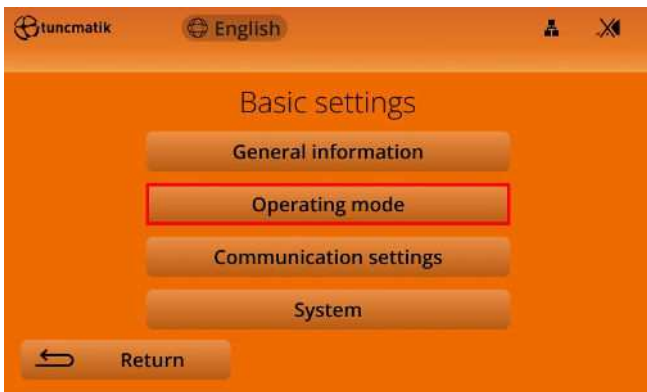 tuncmatik
English
Basic settings
General information
Operating mode
Communication settings
System
Return